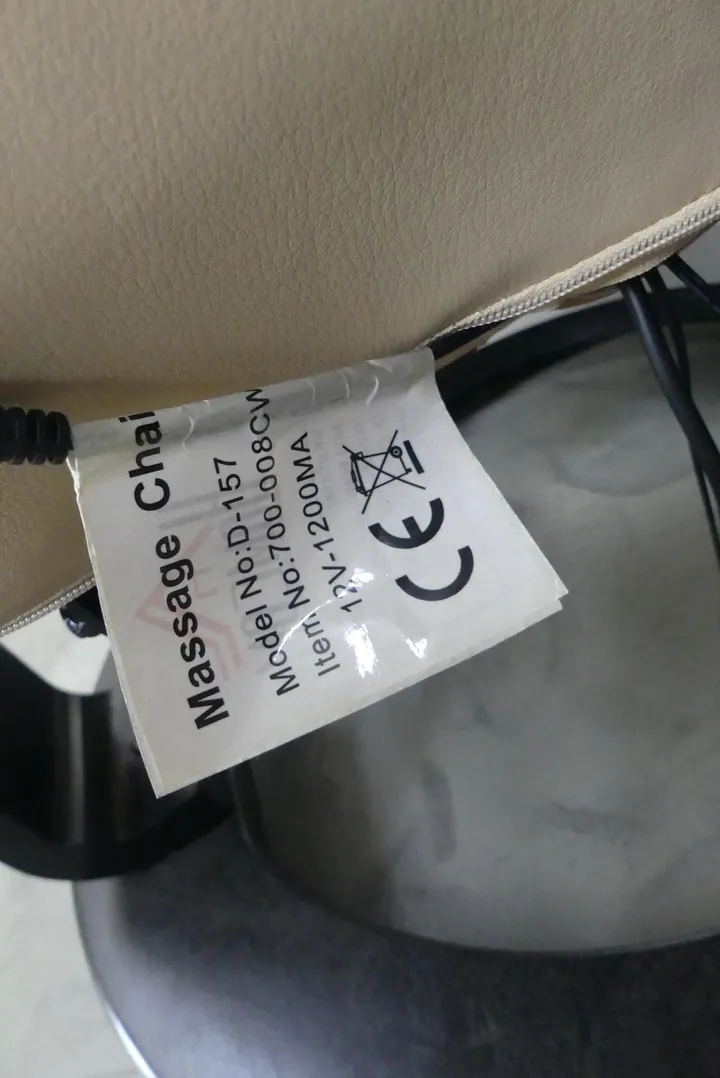 Massage Chai
Model No:D-157
Item No:700-008CW
12V-1200MA
CE